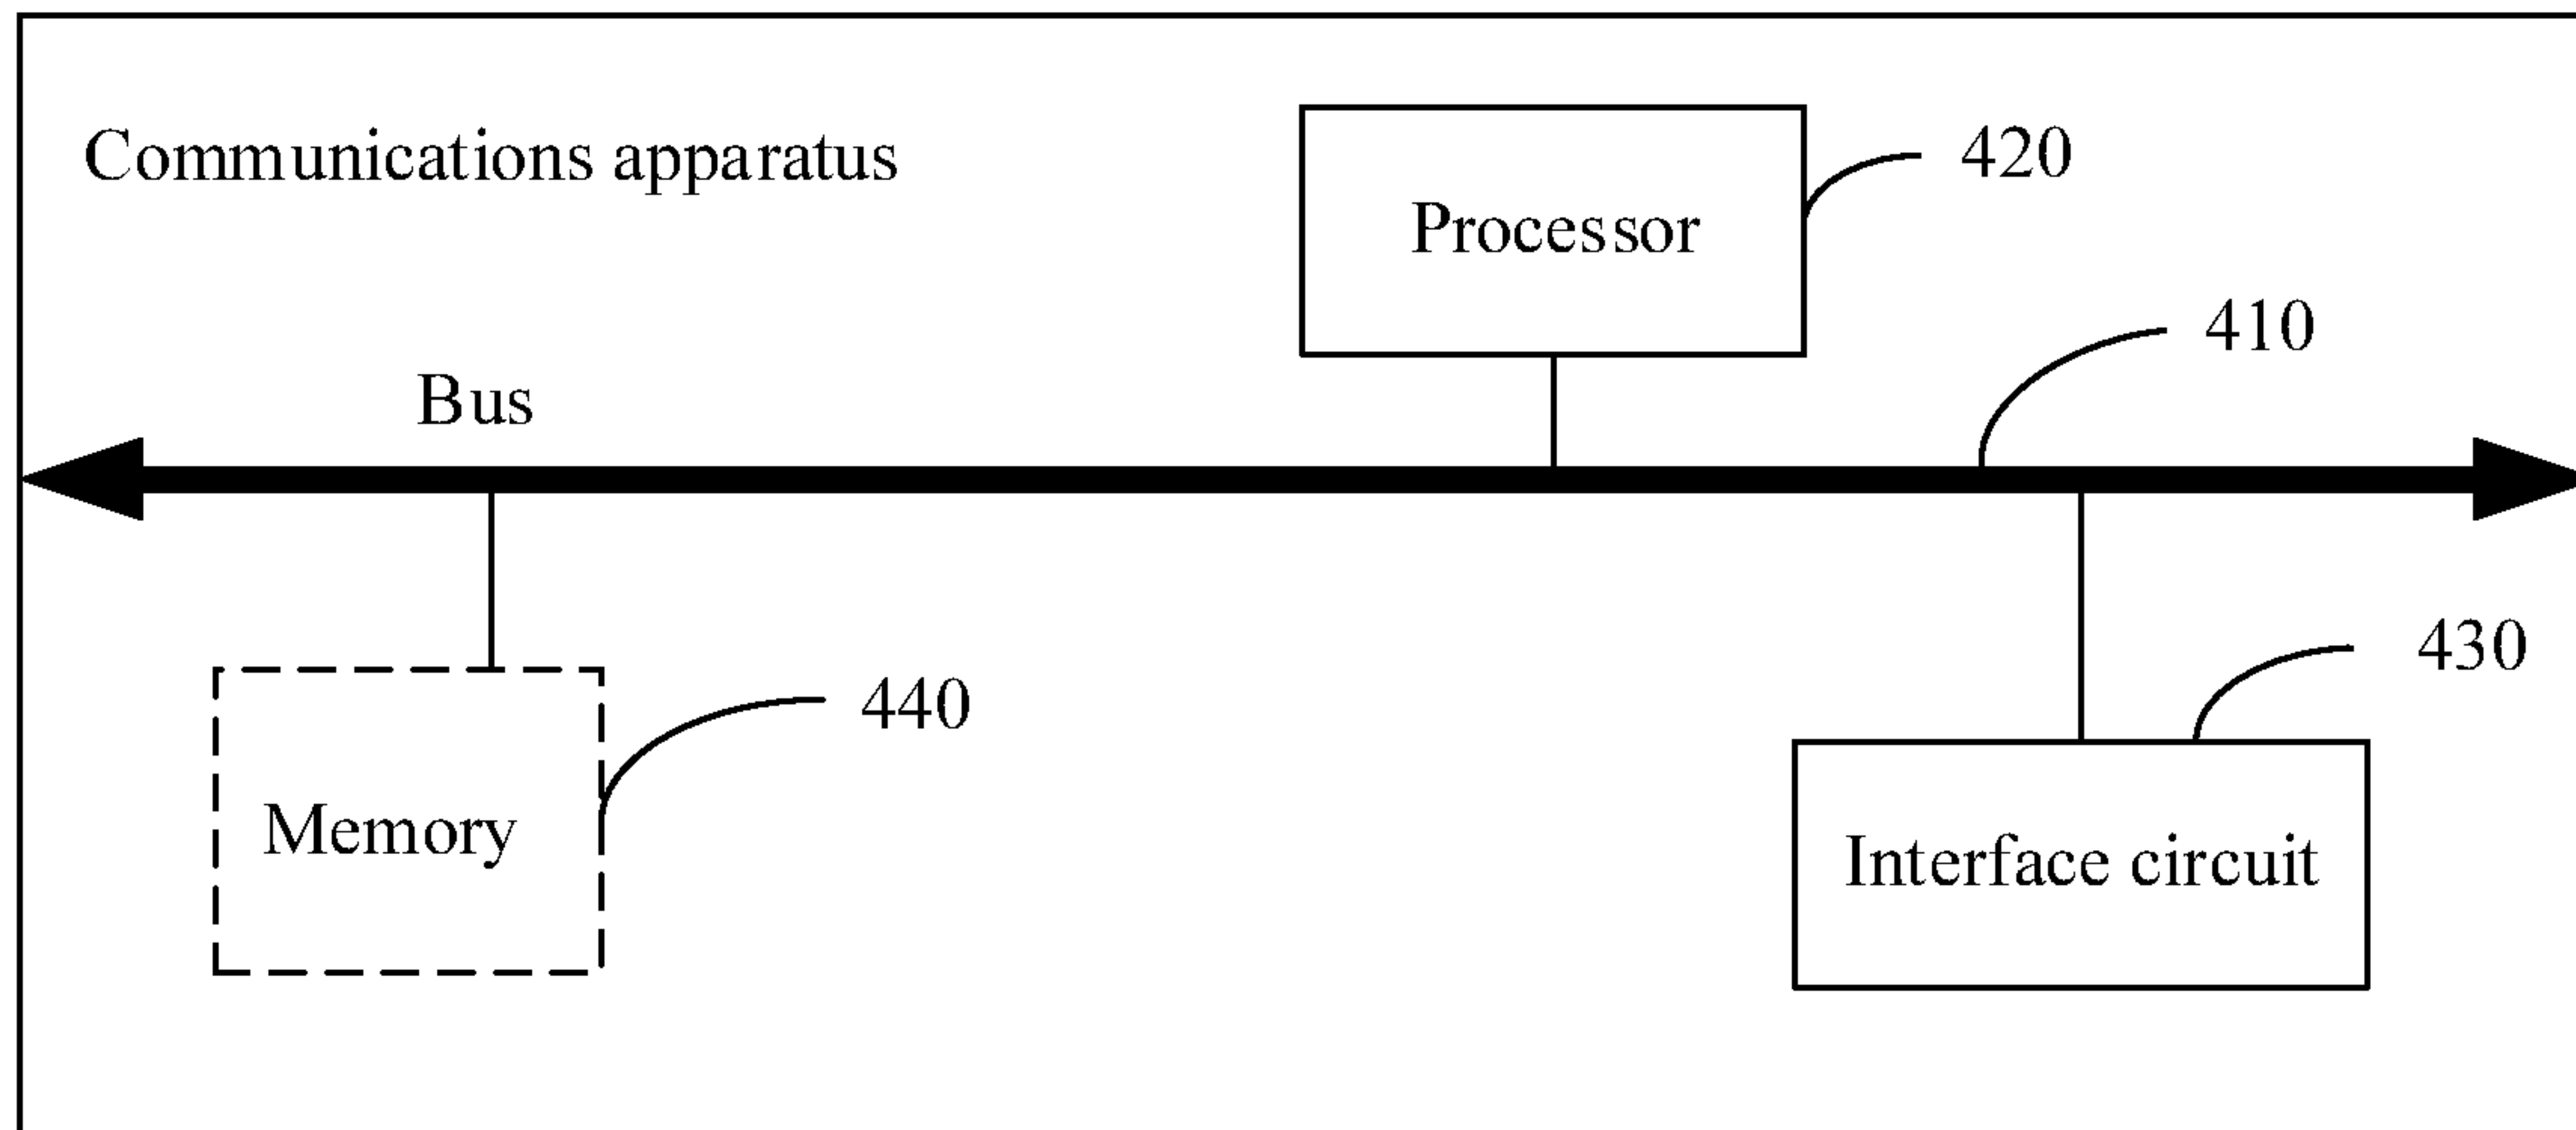 Communications apparatus
420
Processor
410
Bus
430
440
Memory
Interface circuit